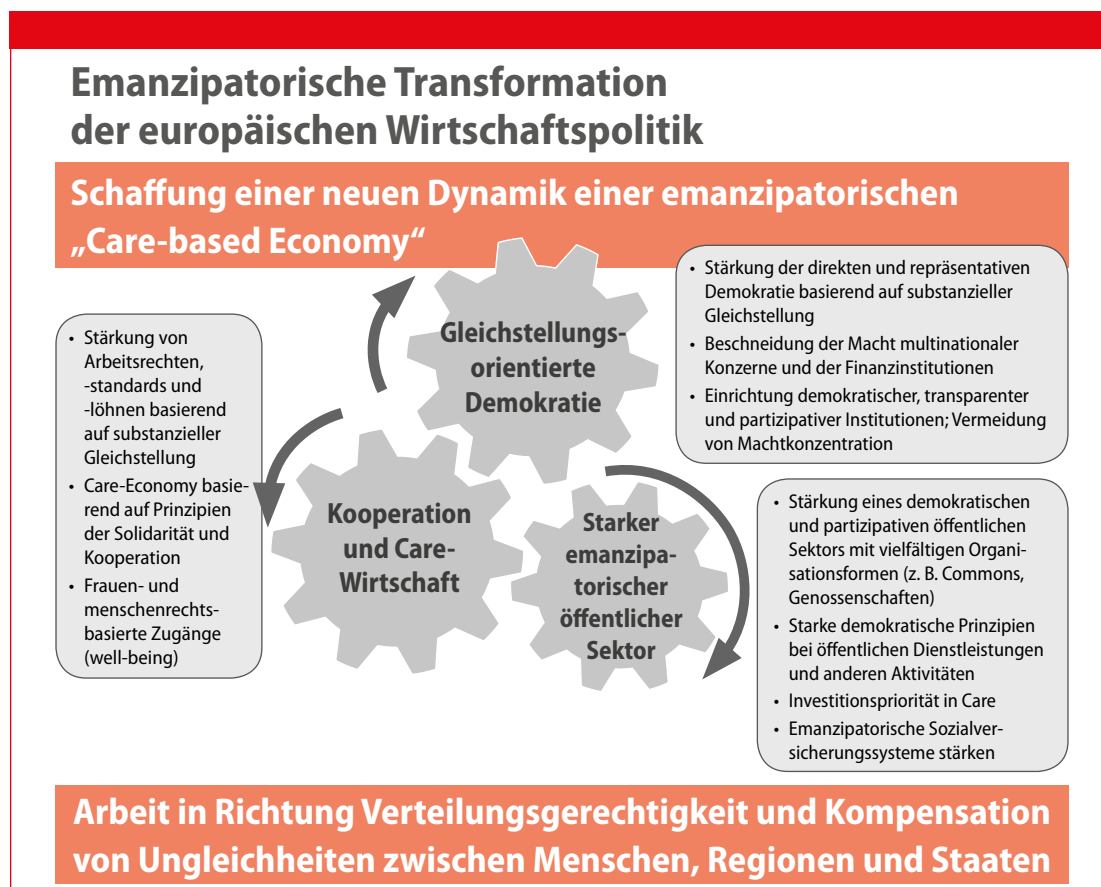 Emanzipatorische Transformation
der europäischen Wirtschaftspolitik
Schaffung einer neuen Dynamik einer emanzipatorischen
„Care-based Economy“
Gleichstellungs-
orientierte
Demokratie
• Stärkung der direkten und repräsentativen
Demokratie basierend auf substanzieller
Gleichstellung
• Beschneidung der Macht multinationaler
Konzerne und der Finanzinstitutionen
• Einrichtung demokratischer, transparenter
und partizipativer Institutionen; Vermeidung
von Machtkonzentration
• Stärkung von
Arbeitsrechten,
-standards und
-löhnen basierend
auf substanzieller
Gleichstellung
• Care-Economy basie-
rend auf Prinzipien
der Solidarität und
Kooperation
• Frauen- und
menschenrechts-
basierte Zugänge
(well-being)
Kooperation
und Care-
Wirtschaft
Starker
emanzipa-
torischer
öffentlicher
Sektor
• Stärkung eines demokratischen
und partizipativen öffentlichen
Sektors mit vielfältigen Organi-
sationsformen (z. B. Commons,
Genossenschaften)
• Starke demokratische Prinzipien
bei öffentlichen Dienstleistungen
und anderen Aktivitäten
• Investitionspriorität in Care
• Emanzipatorische Sozialver-
sicherungssysteme stärken
Arbeit in Richtung Verteilungsgerechtigkeit und Kompensation
von Ungleichheiten zwischen Menschen, Regionen und Staaten